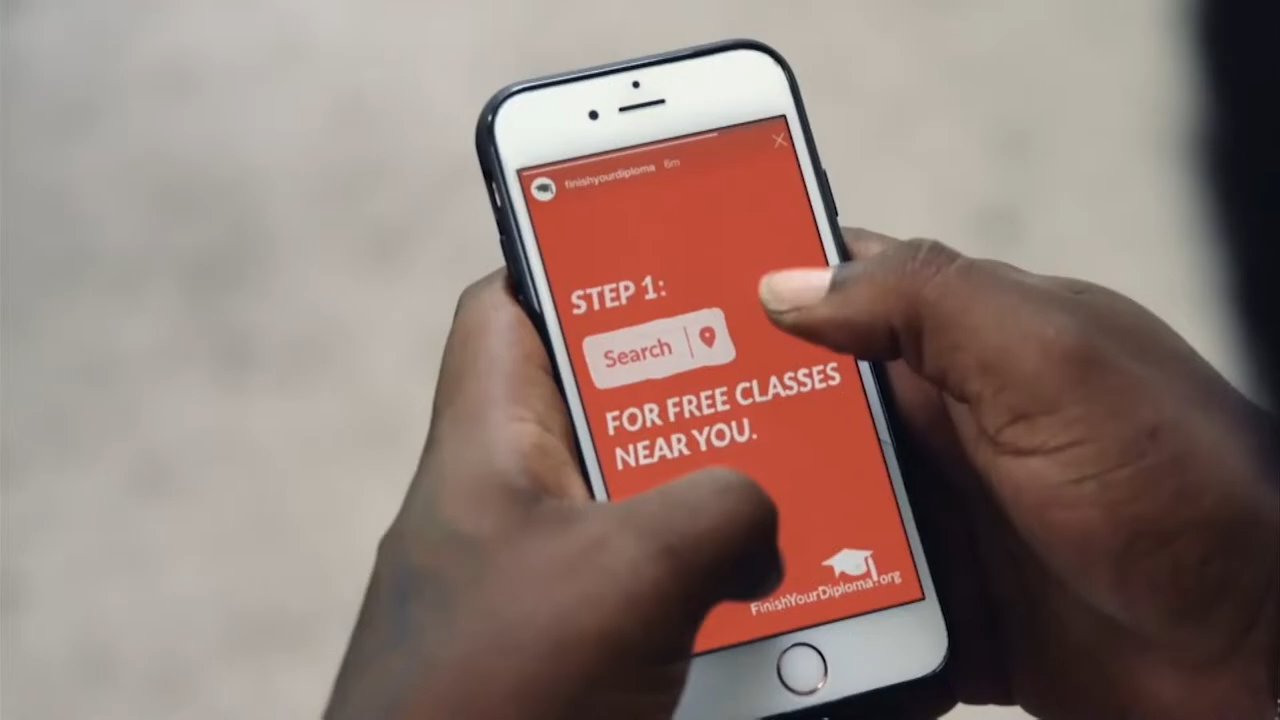 finishyourdiploma 6m
STEP 1:
Search
FOR FREE CLASSES
NEAR YOU.
FinishYourDiploma.org